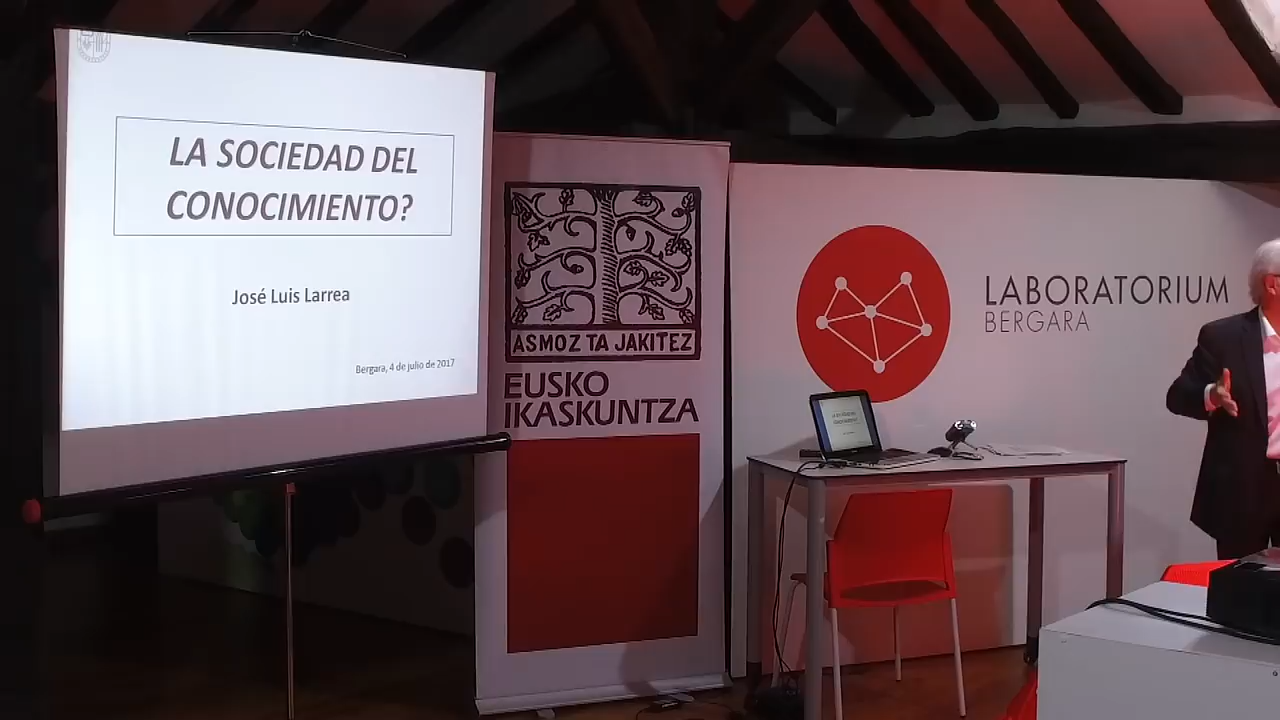 LA SOCIEDAD DEL
CONOCIMIENTO?
José Luis Larrea
Bergara, 4 de julio de 2017
ASMOZ TA JAKITEZ
EUSKO
IKASKUNTZA
LABORATORIUM
BERGARA